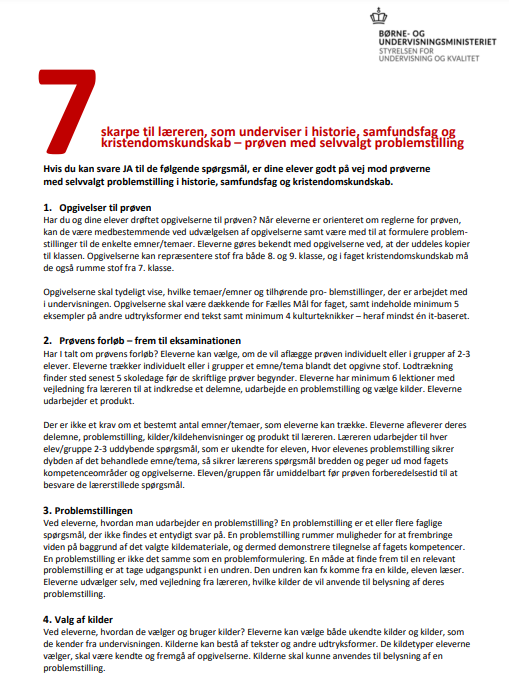 BØRNE- OG
UNDERVISNINGSMINISTERIET
STYRELSEN FOR
UNDERVISNING OG KVALITET
7
skarpe til læreren, som underviser i historie, samfundsfag og
kristendomskundskab – prøven med selvvalgt problemstilling
Hvis du kan svare JA til de følgende spørgsmål, er dine elever godt på vej mod prøverne
med selvvalgt problemstilling i historie, samfundsfag og kristendomskundskab.
1. Opgivelser til prøven
Har du og dine elever drøftet opgivelserne til prøven? Når eleverne er orienteret om reglerne for prøven,
kan de være medbestemmende ved udvælgelsen af opgivelserne samt være med til at formulere problem-
stillinger til de enkelte emner/temaer. Eleverne gøres bekendt med opgivelserne ved, at der uddeles kopier
til klassen. Opgivelserne kan repræsentere stof fra både 8. og 9. klasse, og i faget kristendomskundskab må
de også rumme stof fra 7. klasse.
Opgivelserne skal tydeligt vise, hvilke temaer/emner og tilhørende pro- blemstillinger, der er arbejdet med
i undervisningen. Opgivelserne skal være dækkende for Fælles Mål for faget, samt indeholde minimum 5
eksempler på andre udtryksformer end tekst samt minimum 4 kulturteknikker – heraf mindst én it-baseret.
2. Prøvens forløb – frem til eksaminationen
Har I talt om prøvens forløb? Eleverne kan vælge, om de vil aflægge prøven individuelt eller i grupper af 2-3
elever. Eleverne trækker individuelt eller i grupper et emne/tema blandt det opgivne stof. Lodtrækning
finder sted senest 5 skoledage før de skriftlige prøver begynder. Eleverne har minimum 6 lektioner med
vejledning fra læreren til at indkredse et delemne, udarbejde en problemstilling og vælge kilder. Eleverne
udarbejder et produkt.
Der er ikke et krav om et bestemt antal emner/temaer, som eleverne kan trække. Eleverne afleverer deres
delemne, problemstilling, kilder/kildehenvisninger og produkt til læreren. Læreren udarbejder til hver
elev/gruppe 2-3 uddybende spørgsmål, som er ukendte for eleven, Hvor elevenes problemstilling sikrer
dybden af det behandlede emne/tema, så sikrer lærerens spørgsmål bredden og peger ud mod fagets
kompetenceområder og opgivelserne. Eleven/gruppen får umiddelbart før prøven forberedelsestid til at
besvare de lærerstillede spørgsmål.
3. Problemstillingen
Ved eleverne, hvordan man udarbejder en problemstilling? En problemstilling er et eller flere faglige
spørgsmål, der ikke findes et entydigt svar på. En problemstilling rummer muligheder for at frembringe
viden på baggrund af det valgte kildemateriale, og dermed demonstrere tilegnelse af fagets kompetencer.
En problemstilling er ikke det samme som en problemformulering. En måde at finde frem til en relevant
problemstilling er at tage udgangspunkt i en undren. Den undren kan fx komme fra en kilde, eleven læser.
Eleverne udvælger selv, med vejledning fra læreren, hvilke kilder de vil anvende til belysning af deres
problemstilling.
4. Valg af kilder
Ved eleverne, hvordan de vælger og bruger kilder? Eleverne kan vælge både ukendte kilder og kilder, som
de kender fra undervisningen. Kilderne kan bestå af tekster og andre udtryksformer. De kildetyper eleverne
vælger, skal være kendte og fremgå af opgivelserne. Kilderne skal kunne anvendes til belysning af en
problemstilling.